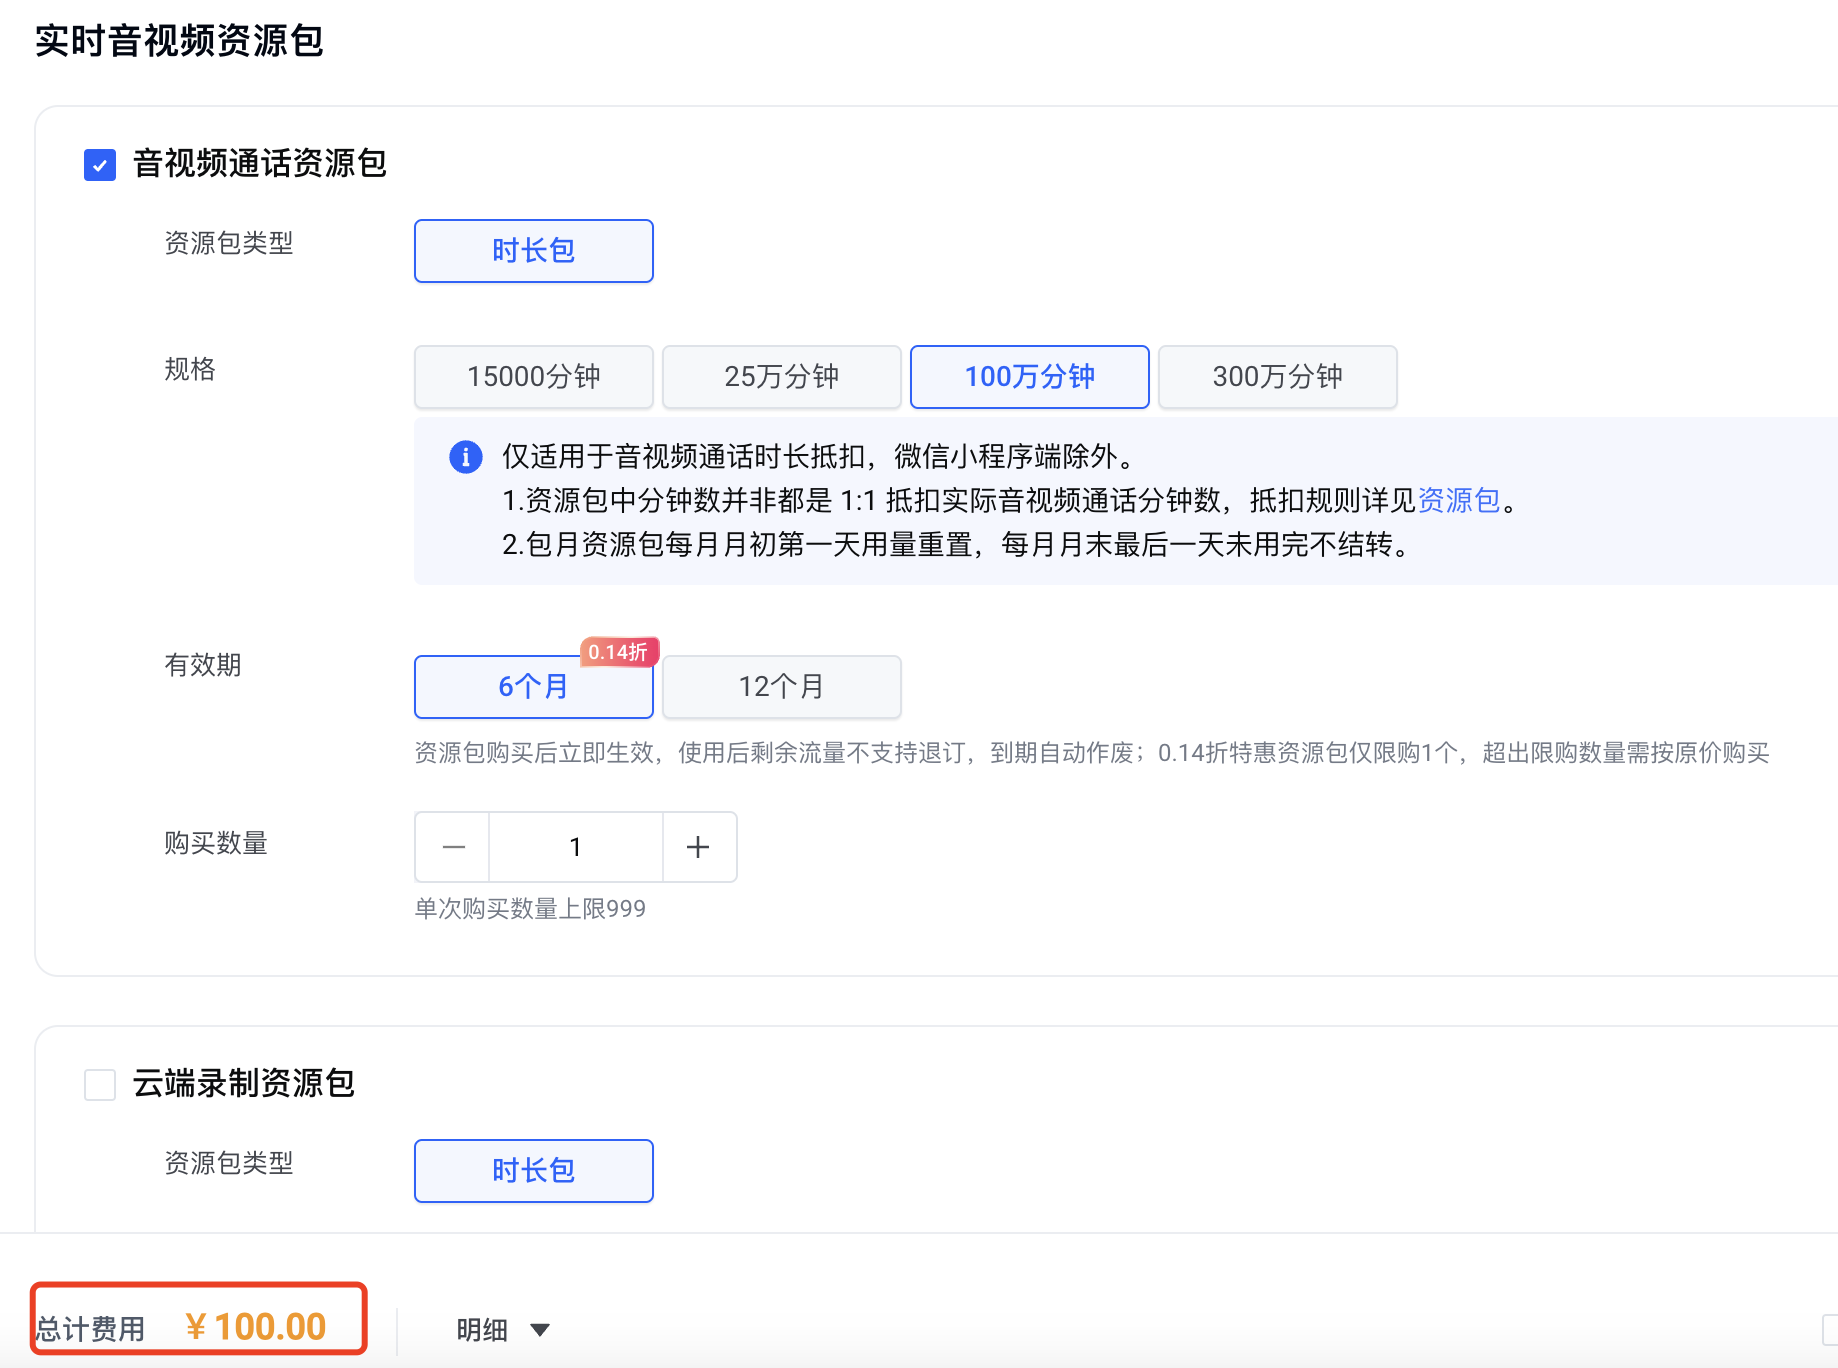 实时音视频资源包
音视频通话资源包
资源包类型
时长包
规格
15000分钟
25万分钟
100万分钟
300万分钟
仅适用于音视频通话时长抵扣，微信小程序端除外。
1.资源包中分钟数并非都是 1:1 抵扣实际音视频通话分钟数，抵扣规则详见资源包。
2.包月资源包每月月初第一天用量重置，每月月末最后一天未用完不结转。
有效期
0.14折
6个月
12个月
资源包购买后立即生效，使用后剩余流量不支持退订，到期自动作废；0.14折特惠资源包仅限购1个，超出限购数量需按原价购买
购买数量
— 1 +
单次购买数量上限999
云端录制资源包
资源包类型
时长包
总计费用 ¥100.00
明细